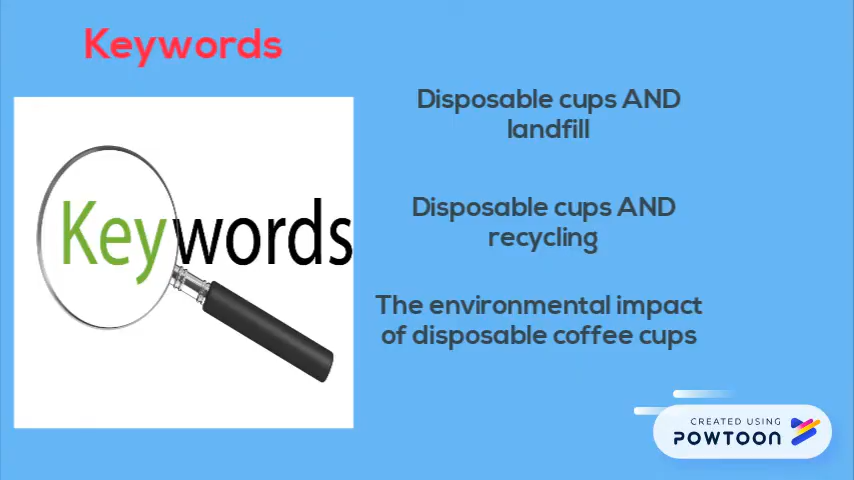 Keywords
Keywords
Disposable cups AND
landfill
Disposable cups AND
recycling
The environmental impact
of disposable coffee cups
CREATED USING
POWTOON